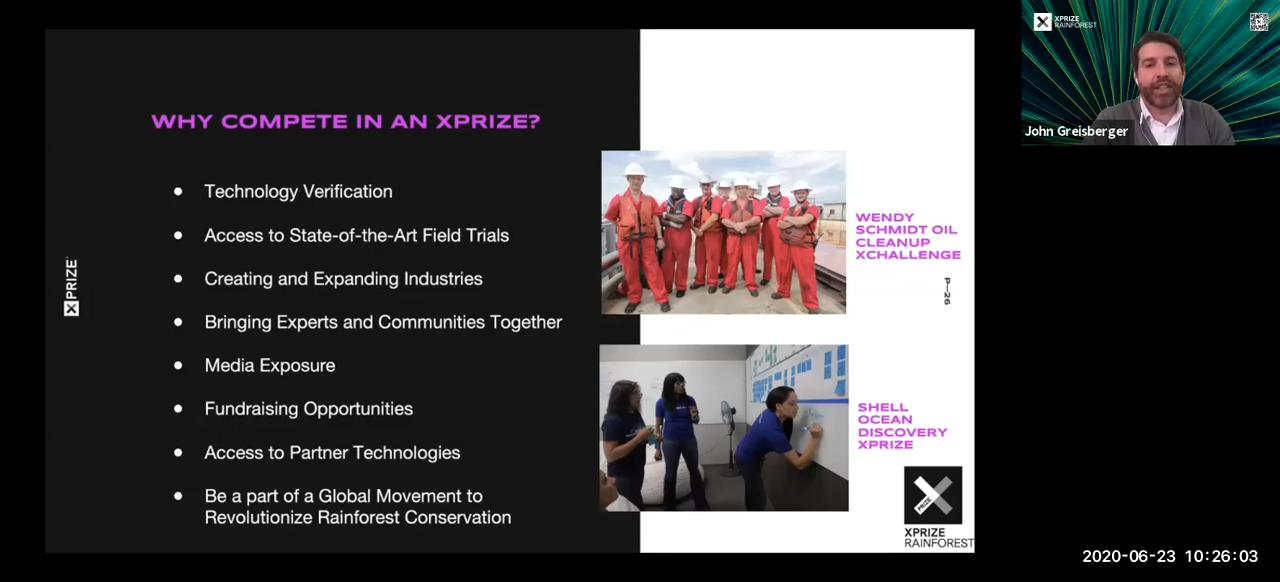 WHY COMPETE IN AN XPRIZE?
Technology Verification
Access to State-of-the-Art Field Trials
Creating and Expanding Industries
Bringing Experts and Communities Together
Media Exposure
Fundraising Opportunities
Access to Partner Technologies
Be a part of a Global Movement to
Revolutionize Rainforest Conservation
XPRIZE
WENDY
SCHMIDT OIL
CLEANUP
XCHALLENGE
P—26
SHELL
OCEAN
DISCOVERY
XPRIZE
PRIZE
XPRIZE
RAINFOREST
XPRIZE
RAINFOREST
John Greisberger
2020-06-23 10:26:03